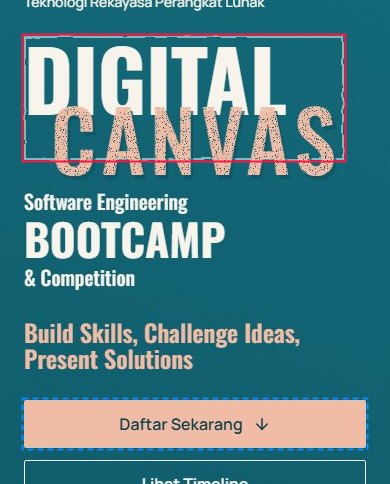 Teknologi Rekayasa Perangkat Lunak
DIGITAL
CANVAS
Software Engineering
BOOTCAMP
& Competition
Build Skills, Challenge Ideas,
Present Solutions
Daftar Sekarang ↓
Lihat Timeline